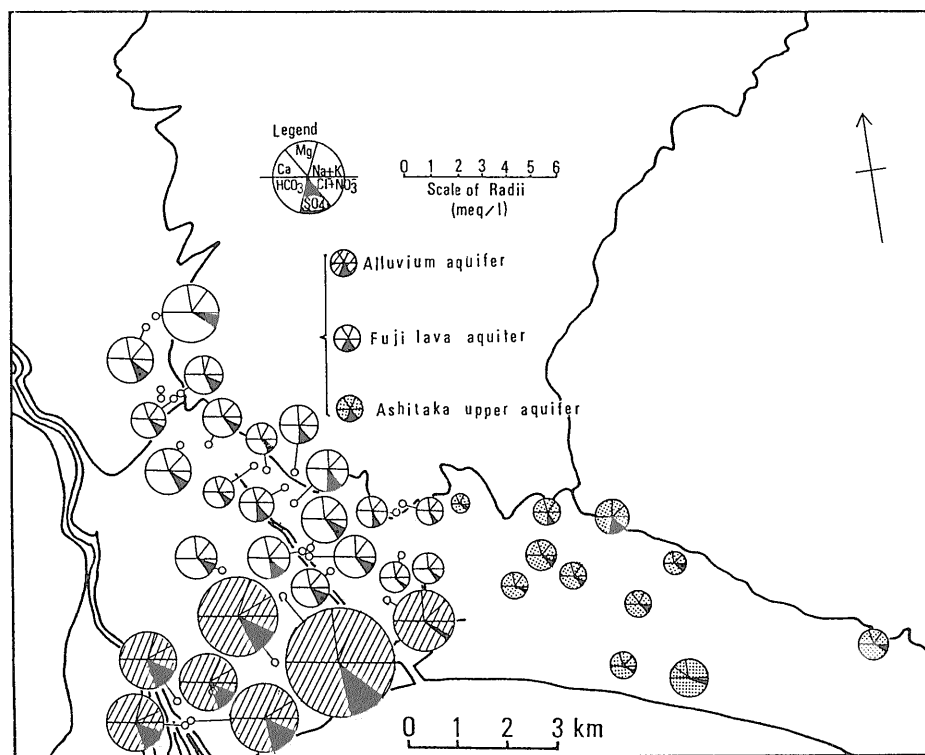 Legend
Mg
Ca Na+K
HCO3 Cl+NO3-
SO4
0 1 2 3 4 5 6
Scale of Radii
(meq/l)
Alluvium aquifer
Fuji lava aquifer
Ashitaka upper aquifer
0 1 2 3 km